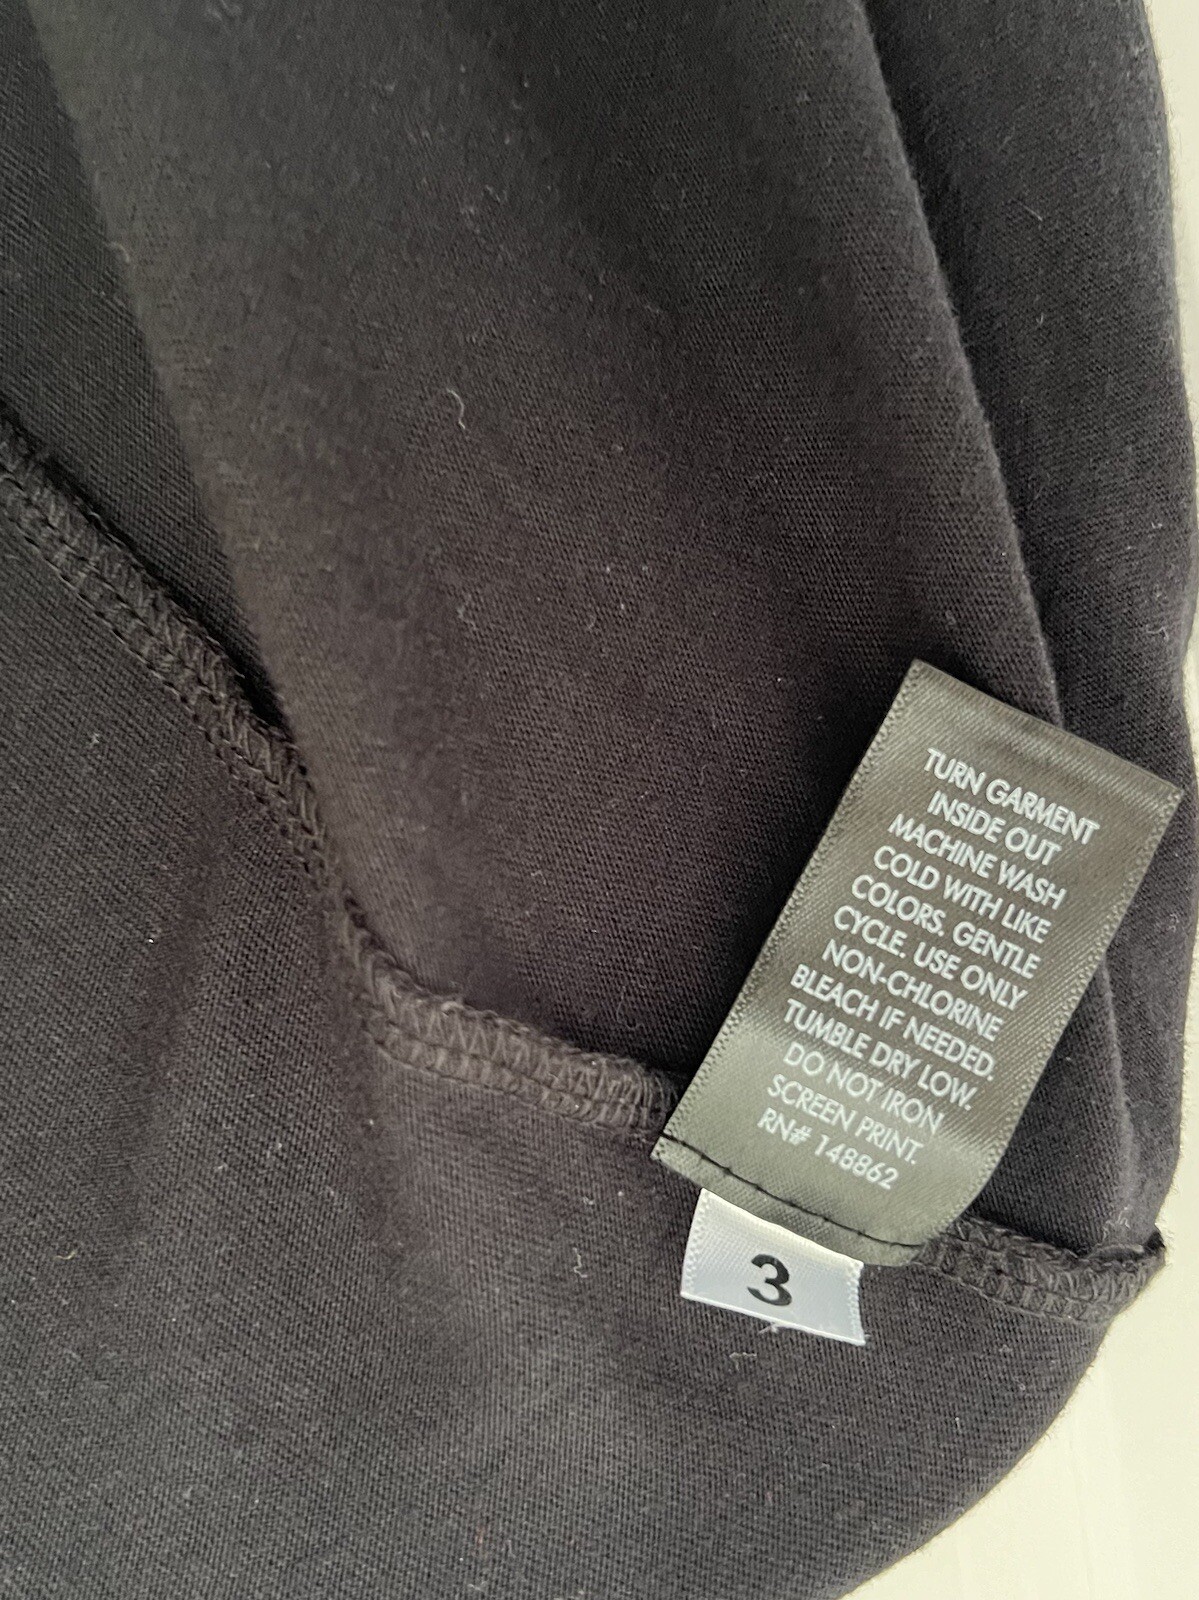 TURN GARMENT
INSIDE OUT
MACHINE WASH
COLD WITH LIKE
COLORS, GENTLE
CYCLE. USE ONLY
NON-CHLORINE
BLEACH IF NEEDED.
TUMBLE DRY LOW.
DO NOT IRON
SCREEN PRINT.
RN# 148862
3